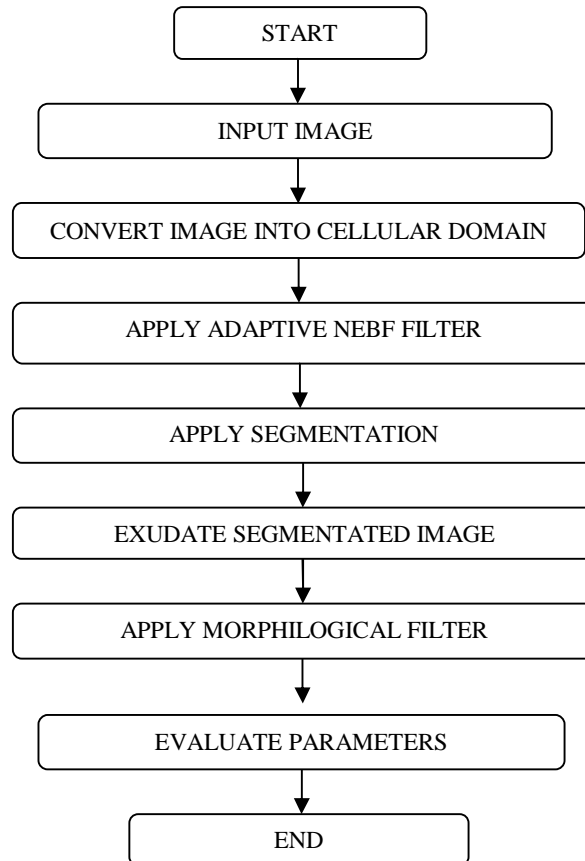 START
INPUT IMAGE
CONVERT IMAGE INTO CELLULAR DOMAIN
APPLY ADAPTIVE NEBF FILTER
APPLY SEGMENTATION
EXUDATE SEGMENTATED IMAGE
APPLY MORPHILOGICAL FILTER
EVALUATE PARAMETERS
END